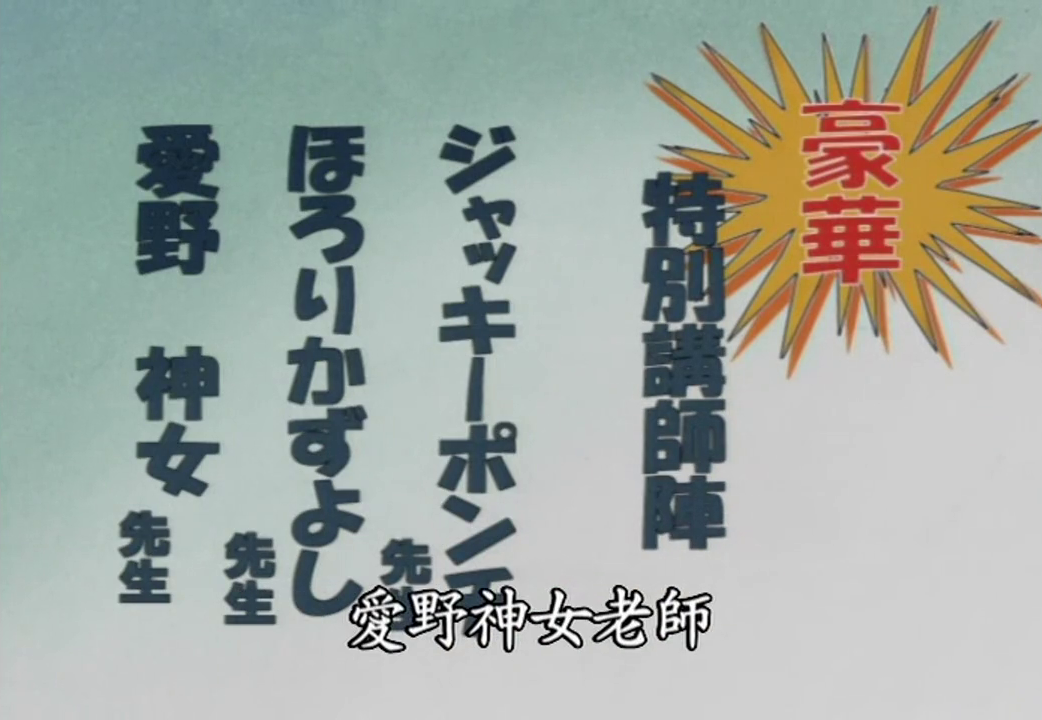 豪華
特別講師陣
ジャッキーポンチ
先生
ほろりかずよし
先生
愛野 神女
先生
愛野神女老師